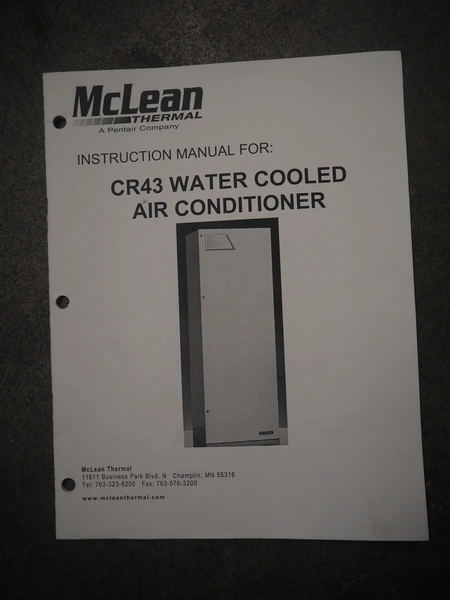 McLean
THERMAL
A Pentair Company
INSTRUCTION MANUAL FOR:
CR43 WATER COOLED
AIR CONDITIONER
McLean Thermal
11611 Business Park Blvd. N Champlin, MN 55316
Tel: 763-323-8200 Fax: 763-576-3200
www.mcleanthermal.com